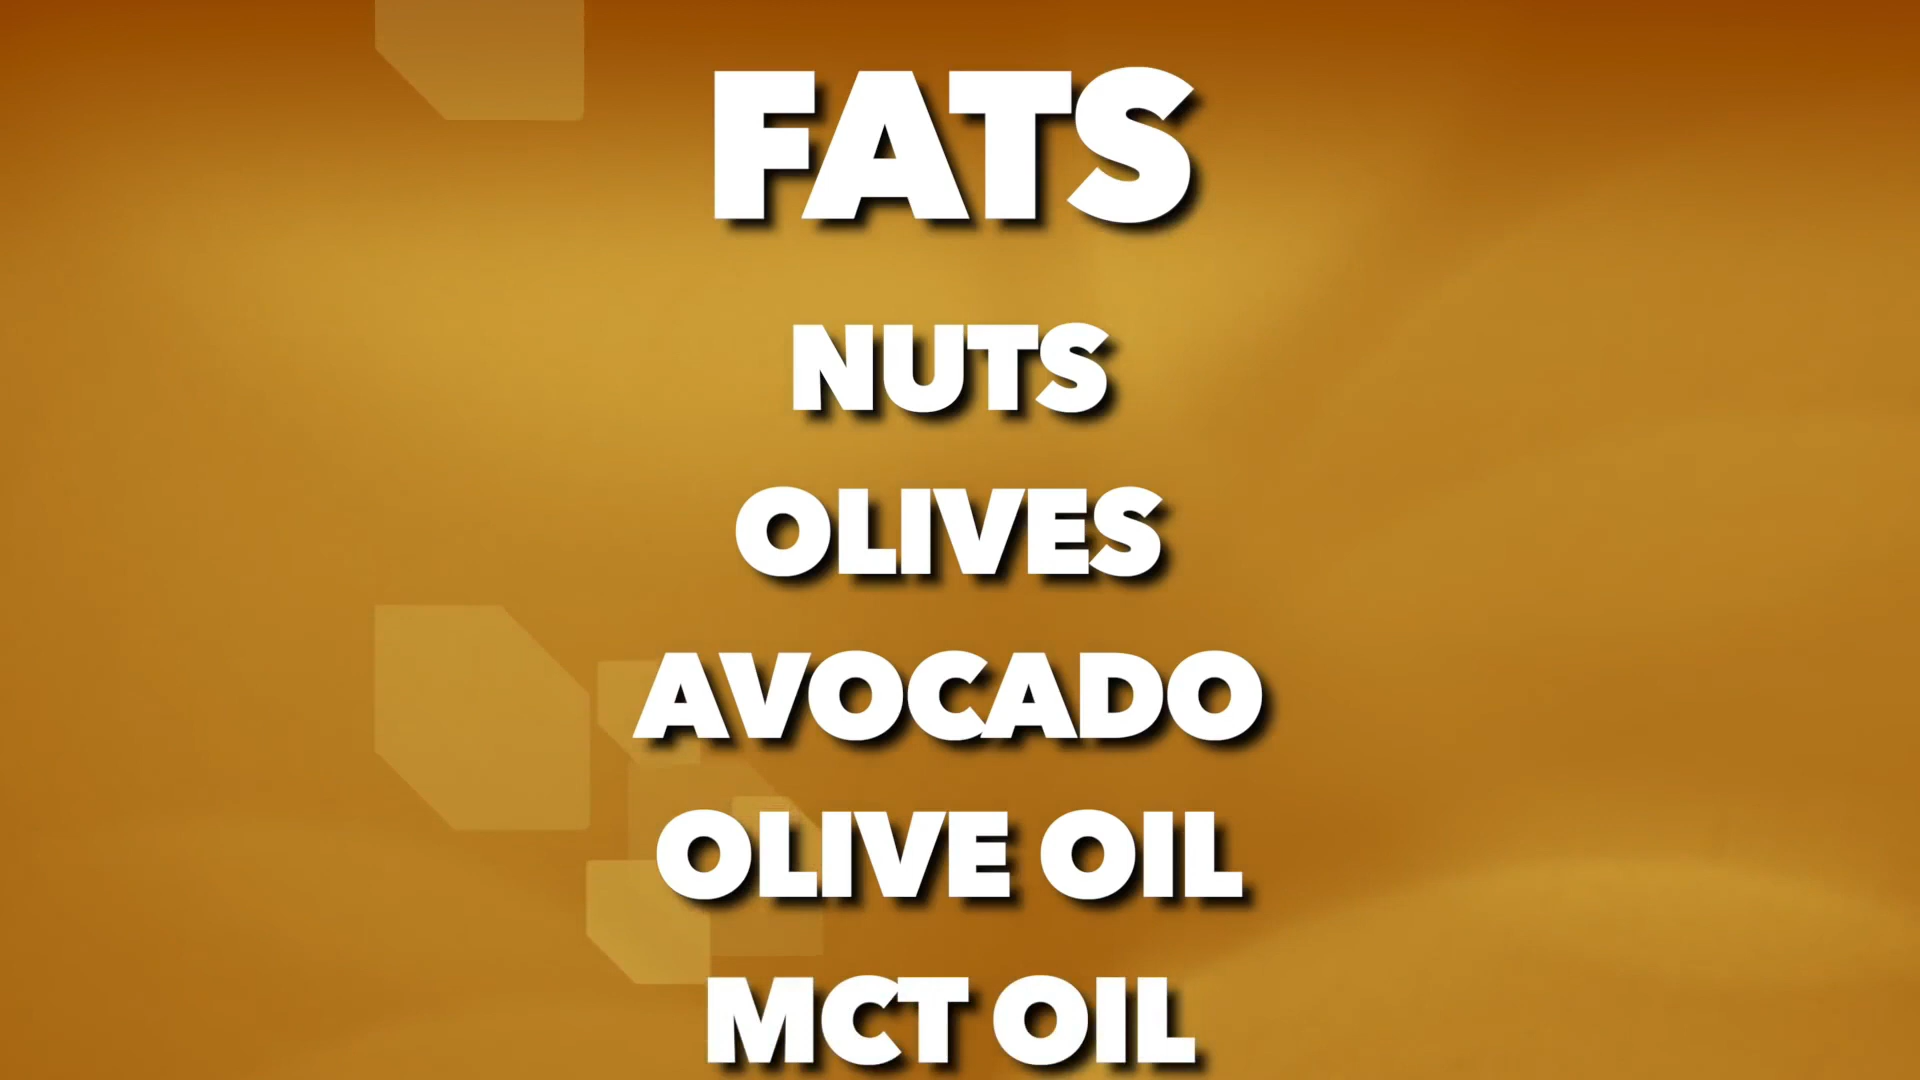 FATS
NUTS
OLIVES
AVOCADO
OLIVE OIL
MCT OIL